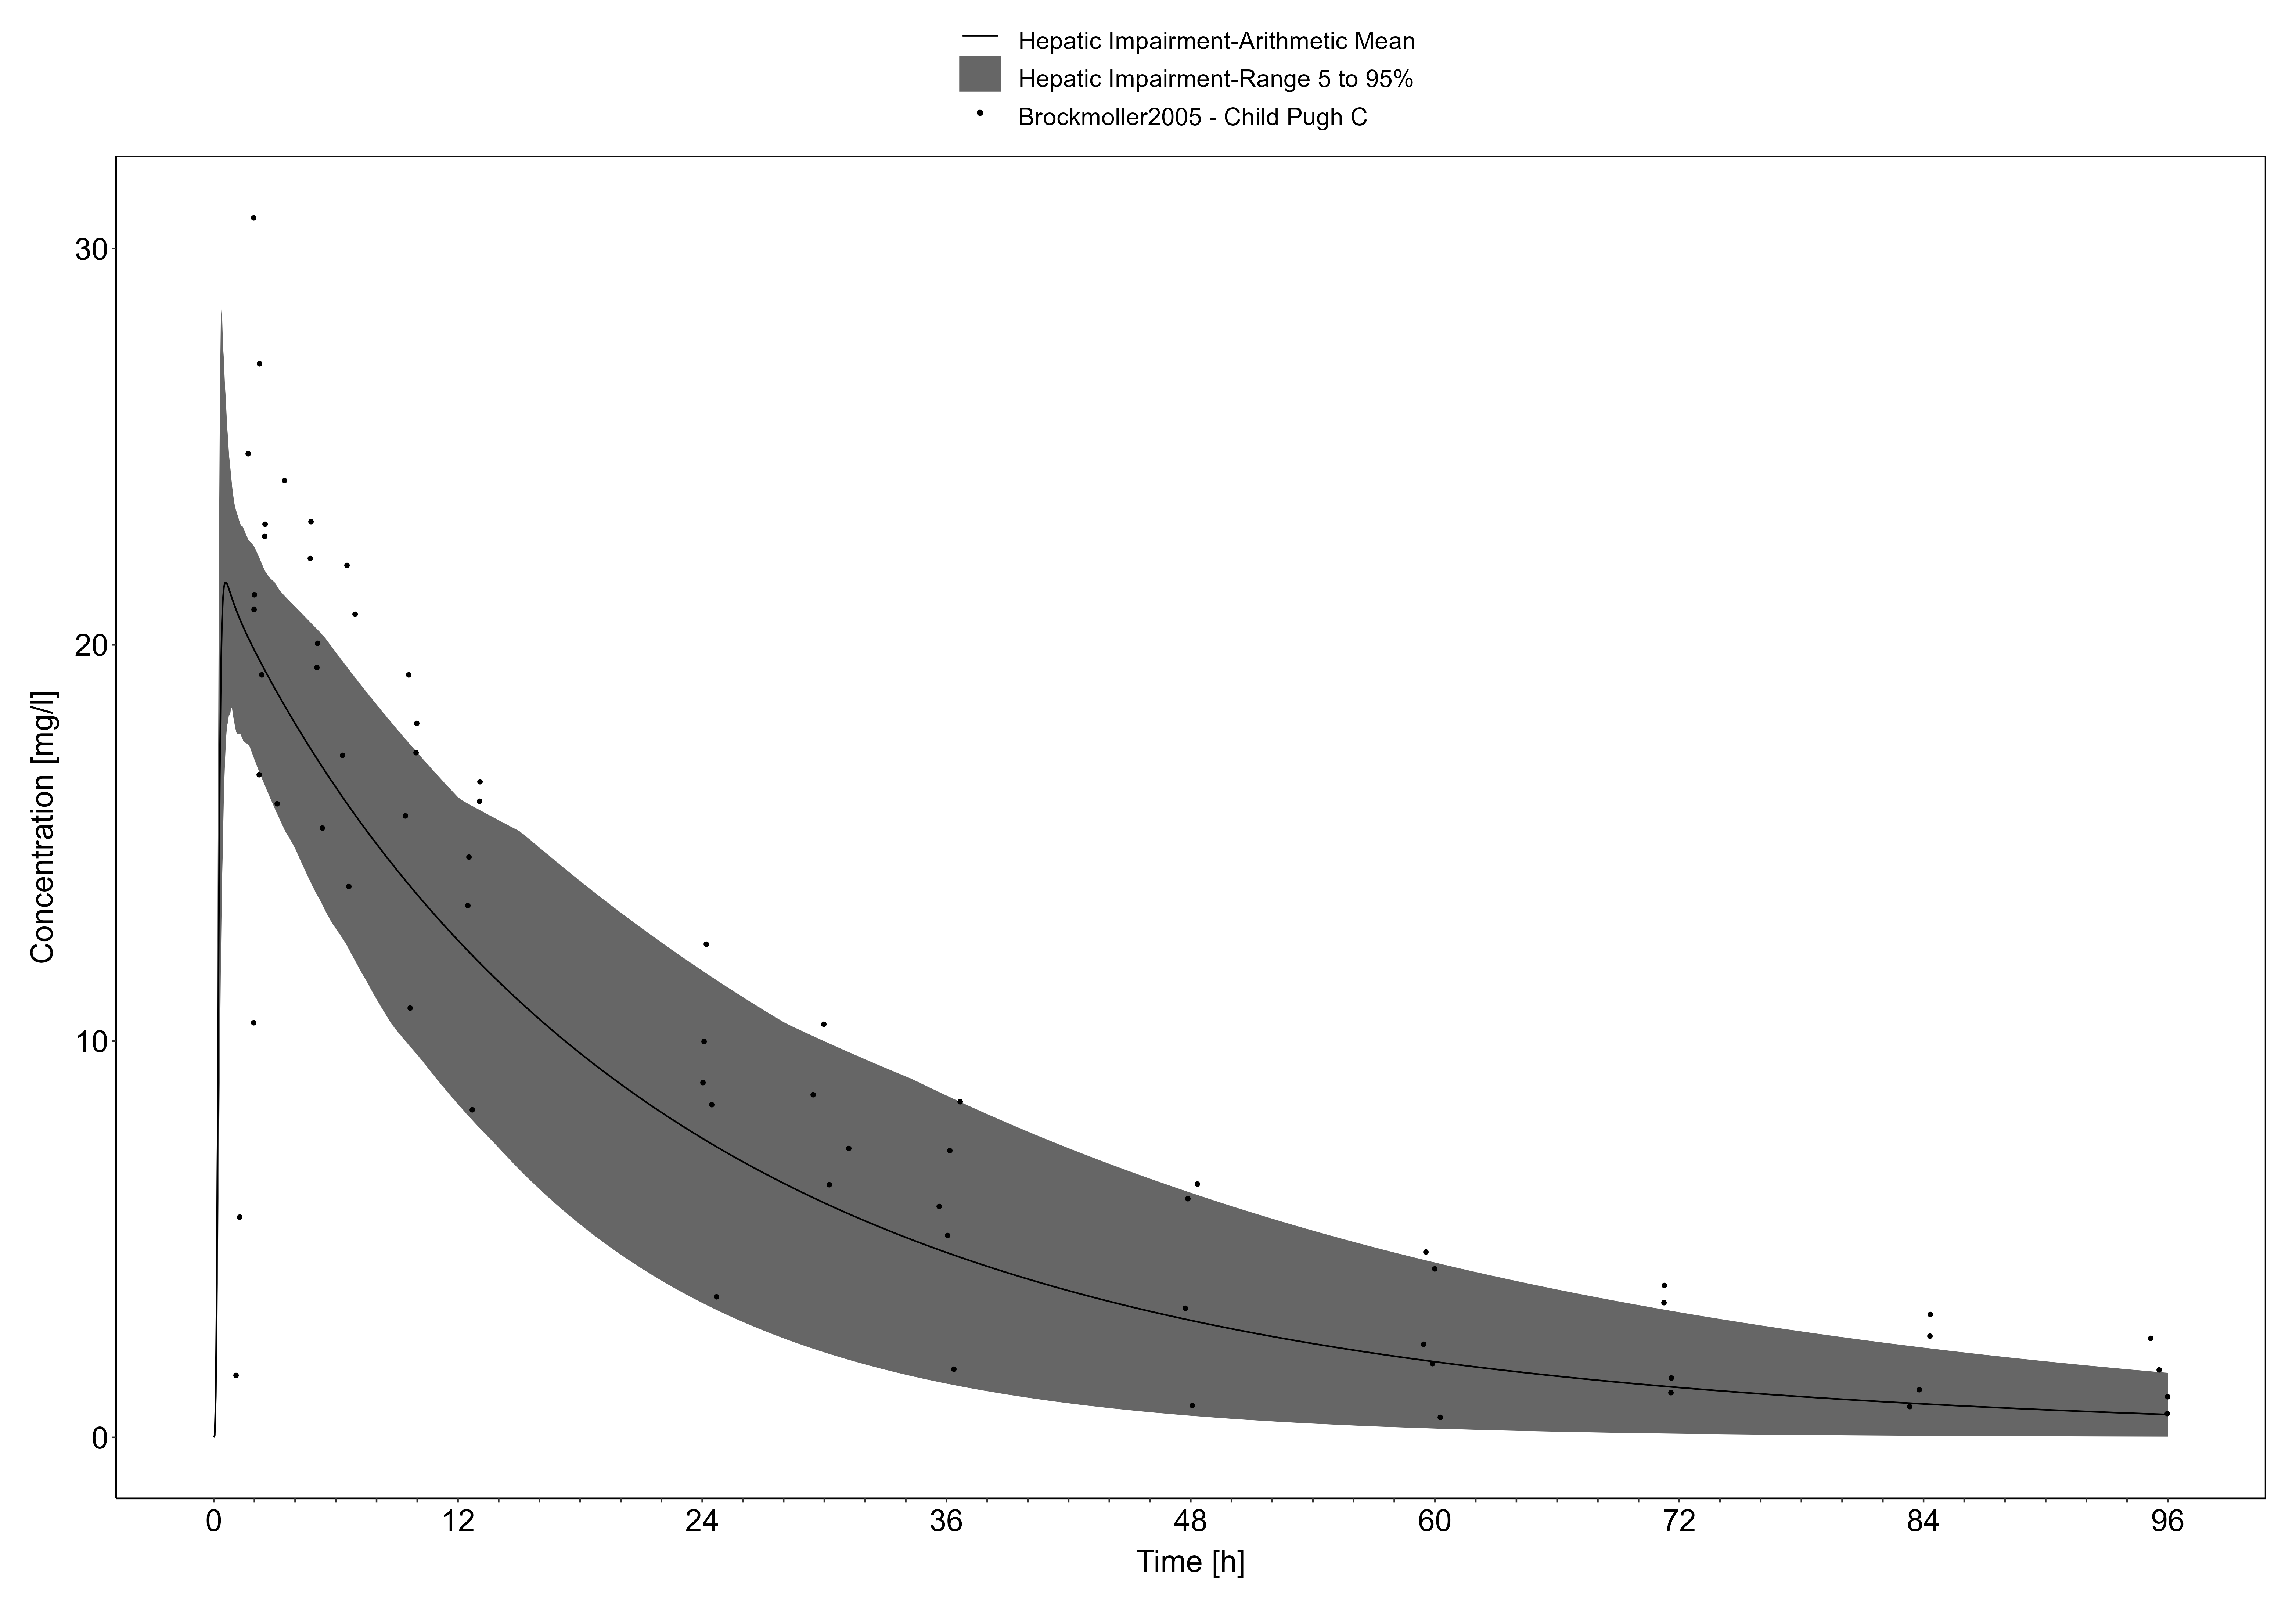 Hepatic Impairment-Arithmetic Mean
Hepatic Impairment-Range 5 to 95%
Brockmoller2005 - Child Pugh C
30
20
10
0
Concentration [mg/l]
0 12 24 36 48 60 72 84 96
Time [h]